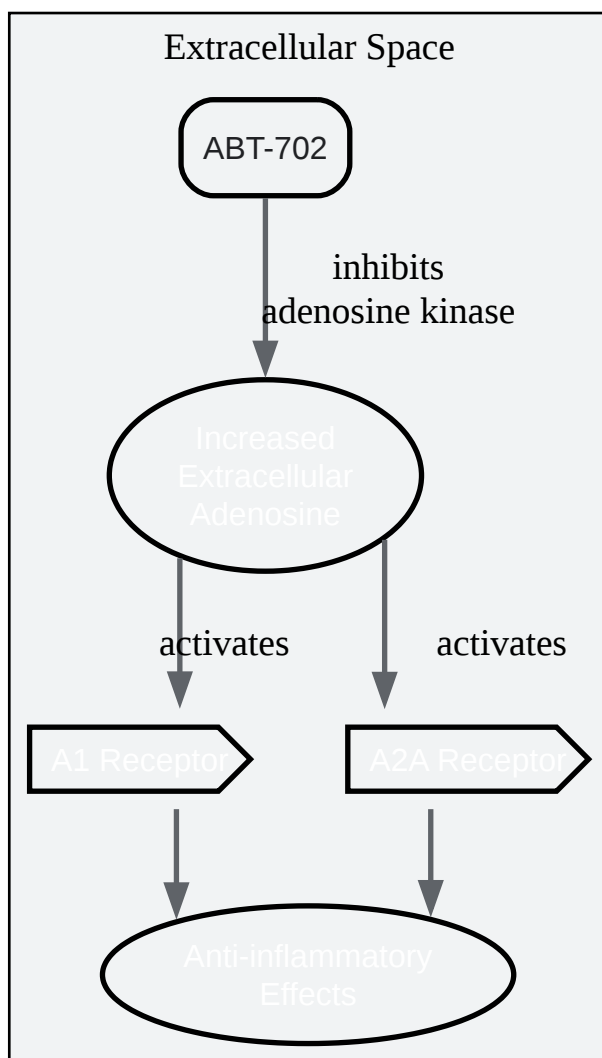 Extracellular Space
ABT-702
inhibits
adenosine kinase
Increased
Extracellular
Adenosine
activates
activates
A1 Receptor
A2A Receptor
Anti-inflammatory
Effects